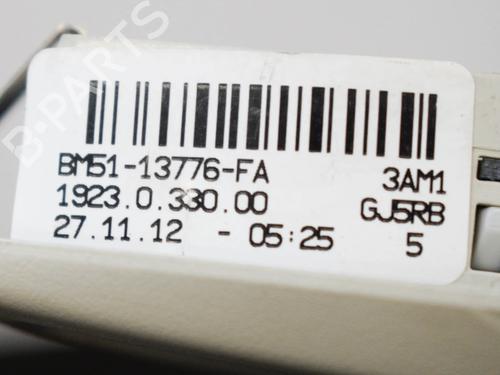 BM51-13776-FA 3AM1
1923.0.330.00 GJ5RB
27.11.12 - 05:25 5
B-PARTS